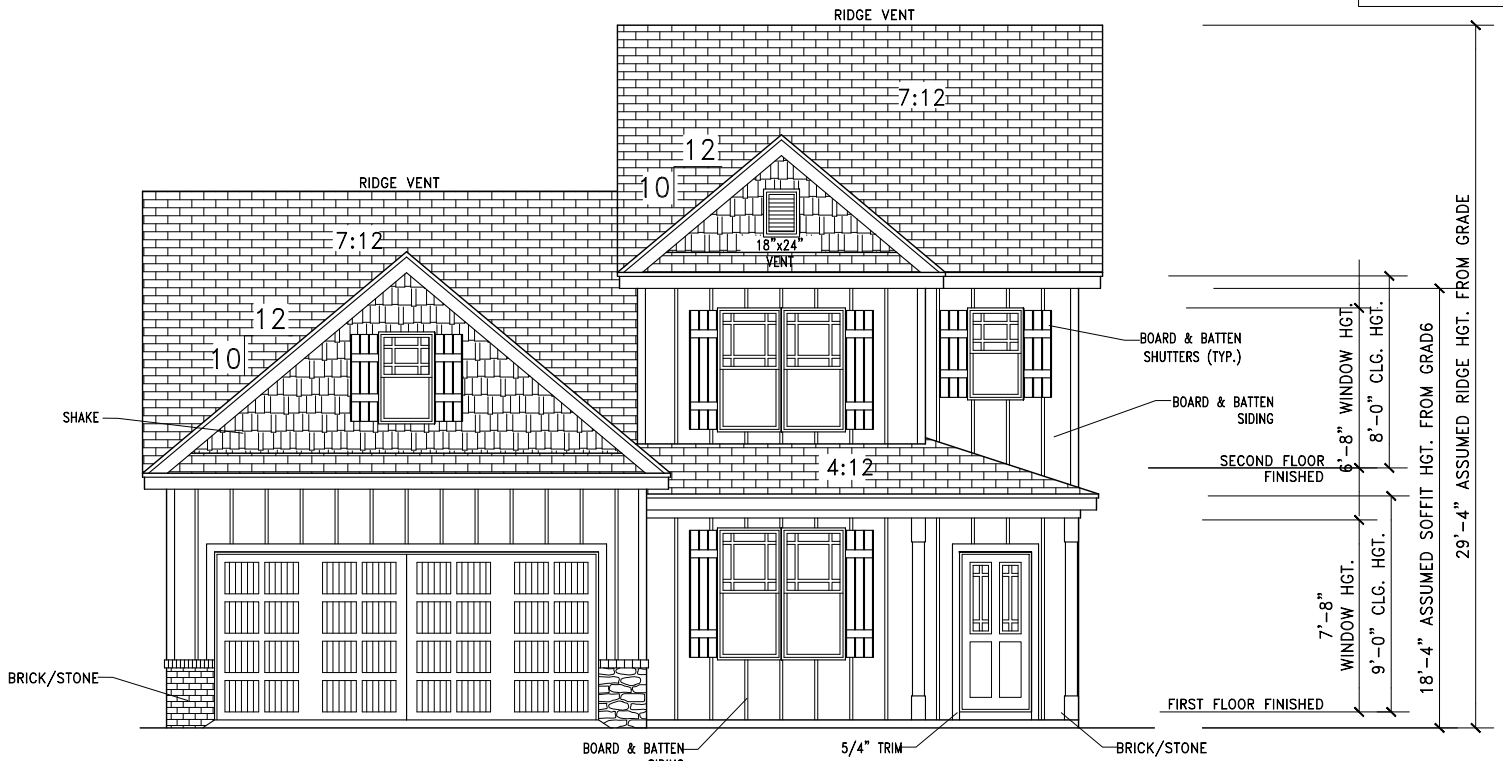 RIDGE VENT
7:12
12
10
RIDGE VENT
7:12
18"x24"
VENT
12
10
SHAKE
BOARD & BATTEN
SHUTTERS (TYP.)
BOARD & BATTEN
SIDING
4:12
SECOND FLOOR
FINISHED
6'-8" WINDOW HGT.
8'-0" CLG. HGT.
18'-4" ASSUMED SOFFIT HGT. FROM GRAD6
29'-4" ASSUMED RIDGE HGT. FROM GRADE
7'-8"
WINDOW HGT.
9'-0" CLG. HGT.
BRICK/STONE
FIRST FLOOR FINISHED
BOARD & BATTEN
SIDING
5/4" TRIM
BRICK/STONE